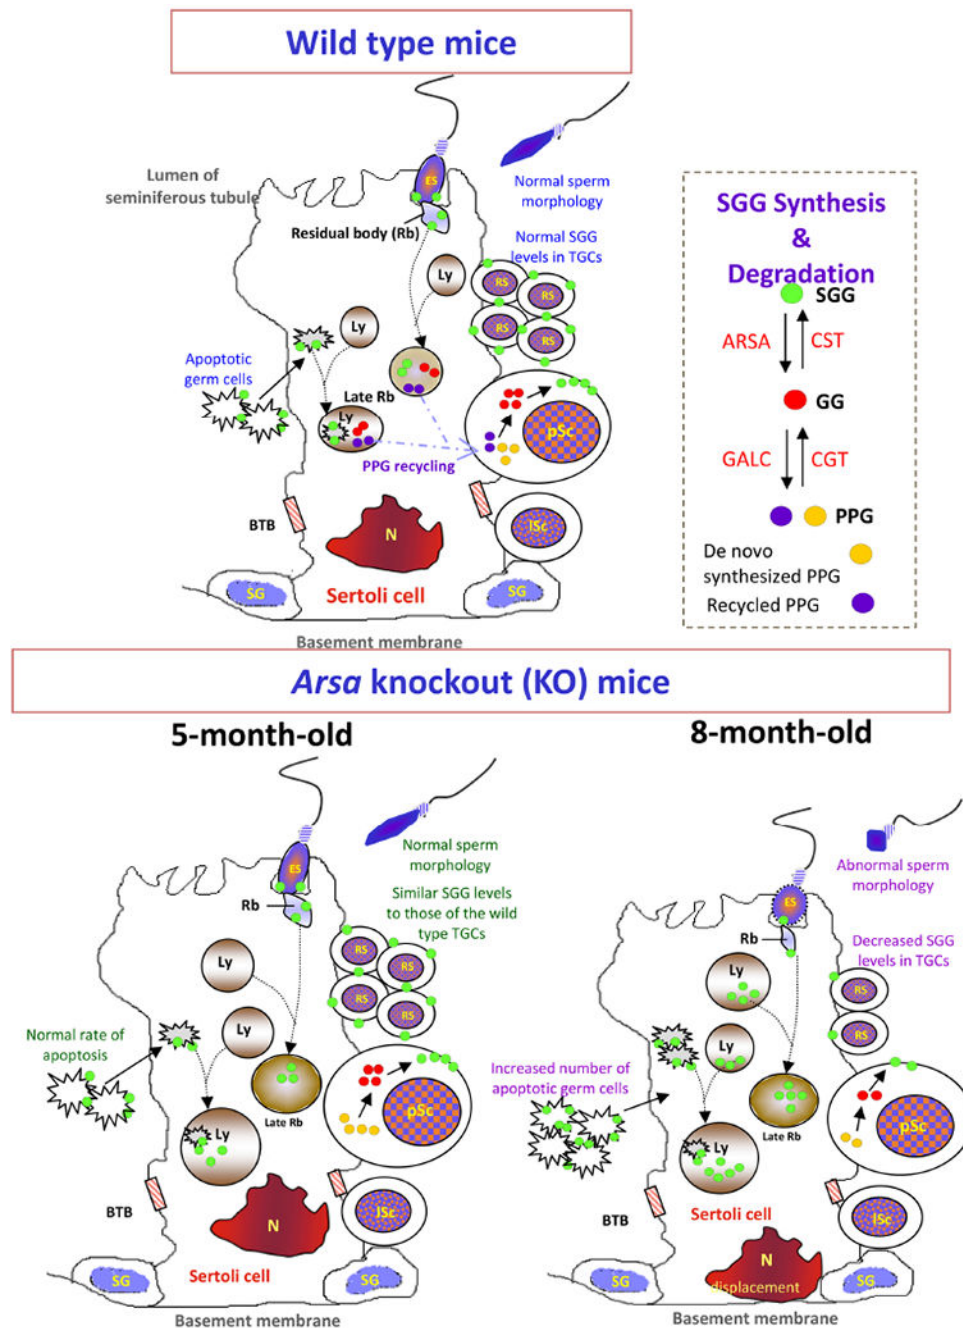 Wild type mice
Lumen of
seminiferous tubule
ES
Normal sperm
morphology
Residual body (Rb)
Normal SGG
levels in TGCs
Ly
RS
RS
RS
RS
Ly
Apoptotic
germ cells
Late Rb
Ly
pSc
PPG recycling
BTB
N
lSc
SG
Sertoli cell
SG
Basement membrane
SGG Synthesis
&
Degradation
SGG
ARSA
CST
GG
GALC
CGT
PPG
De novo
synthesized PPG
Recycled PPG
Arsa knockout (KO) mice
5-month-old
Normal sperm
morphology
ES
Rb
Similar SGG levels
to those of the wild
type TGCs
Ly
RS
RS
RS
RS
Ly
Normal rate of
apoptosis
pSc
Late Rb
Ly
BTB
N
lSc
SG
Sertoli cell
SG
Basement membrane
8-month-old
Abnormal sperm
morphology
ES
Rb
Decreased SGG
levels in TGCs
Ly
RS
RS
Ly
Increased number of
apoptotic germ cells
pSc
Late Rb
Ly
BTB
Sertoli cell
lSc
N
displacement
SG
SG
Basement membrane